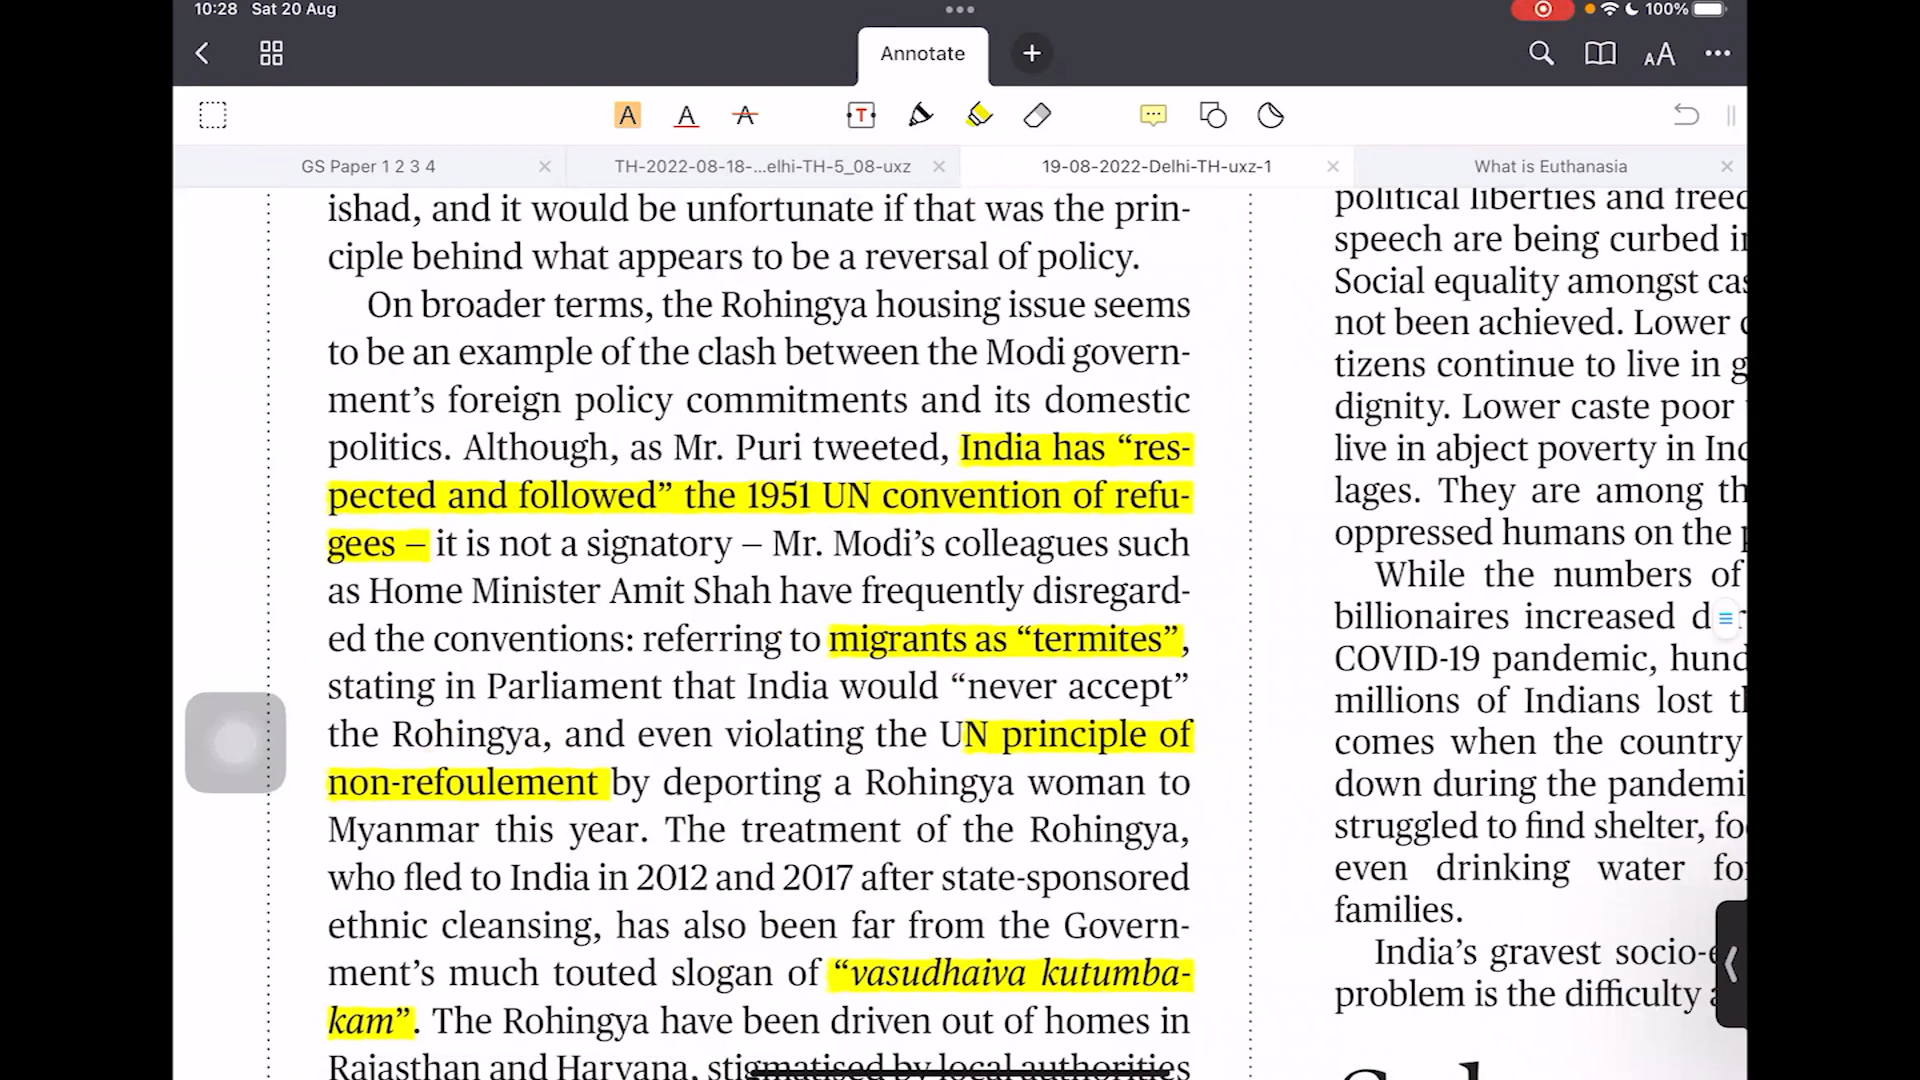 10:28 Sat 20 Aug
100%
Annotate
A A A T AA
GS Paper 1 2 3 4
TH-2022-08-18-...elhi-TH-5_08-uxz
19-08-2022-Delhi-TH-uxz-1
What is Euthanasia
ishad, and it would be unfortunate if that was the prin-
ciple behind what appears to be a reversal of policy.
On broader terms, the Rohingya housing issue seems
to be an example of the clash between the Modi govern-
ment’s foreign policy commitments and its domestic
politics. Although, as Mr. Puri tweeted, India has “res-
pected and followed” the 1951 UN convention of refu-
gees – it is not a signatory – Mr. Modi’s colleagues such
as Home Minister Amit Shah have frequently disregard-
ed the conventions: referring to migrants as “termites”,
stating in Parliament that India would “never accept”
the Rohingya, and even violating the UN principle of
non-refoulement by deporting a Rohingya woman to
Myanmar this year. The treatment of the Rohingya,
who fled to India in 2012 and 2017 after state-sponsored
ethnic cleansing, has also been far from the Govern-
ment’s much touted slogan of “vasudhaiva kutumba-
kam”. The Rohingya have been driven out of homes in
Rajasthan and Haryana, stigmatised by local authorities
political liberties and freed
speech are being curbed in
Social equality amongst cas
not been achieved. Lower c
tizens continue to live in g
dignity. Lower caste poor
live in abject poverty in Ind
lages. They are among th
oppressed humans on the p
While the numbers of
billionaires increased d
COVID-19 pandemic, hund
millions of Indians lost th
comes when the country
down during the pandemi
struggled to find shelter, fo
even drinking water fo
families.
India’s gravest socio-e
problem is the difficulty a